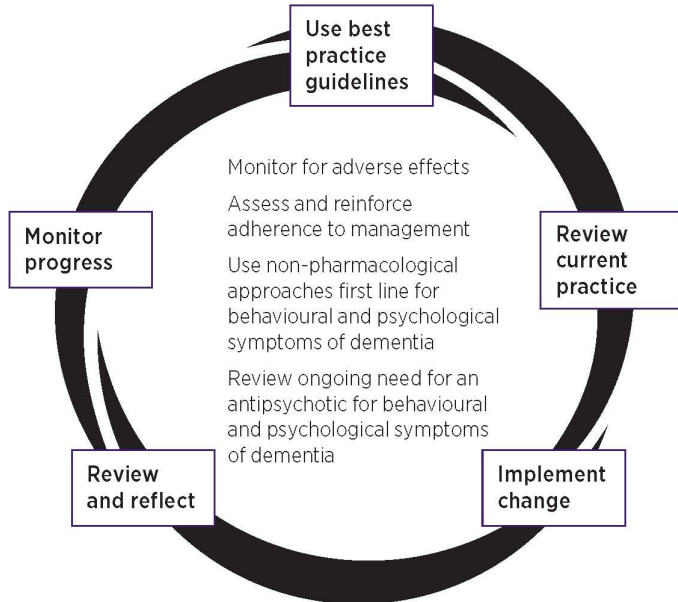 Use best
practice
guidelines
Monitor for adverse effects
Assess and reinforce
adherence to management
Use non-pharmacological
approaches first line for
behavioural and psychological
symptoms of dementia
Review ongoing need for an
antipsychotic for behavioural
and psychological symptoms
of dementia
Review
current
practice
Implement
change
Review
and reflect
Monitor
progress